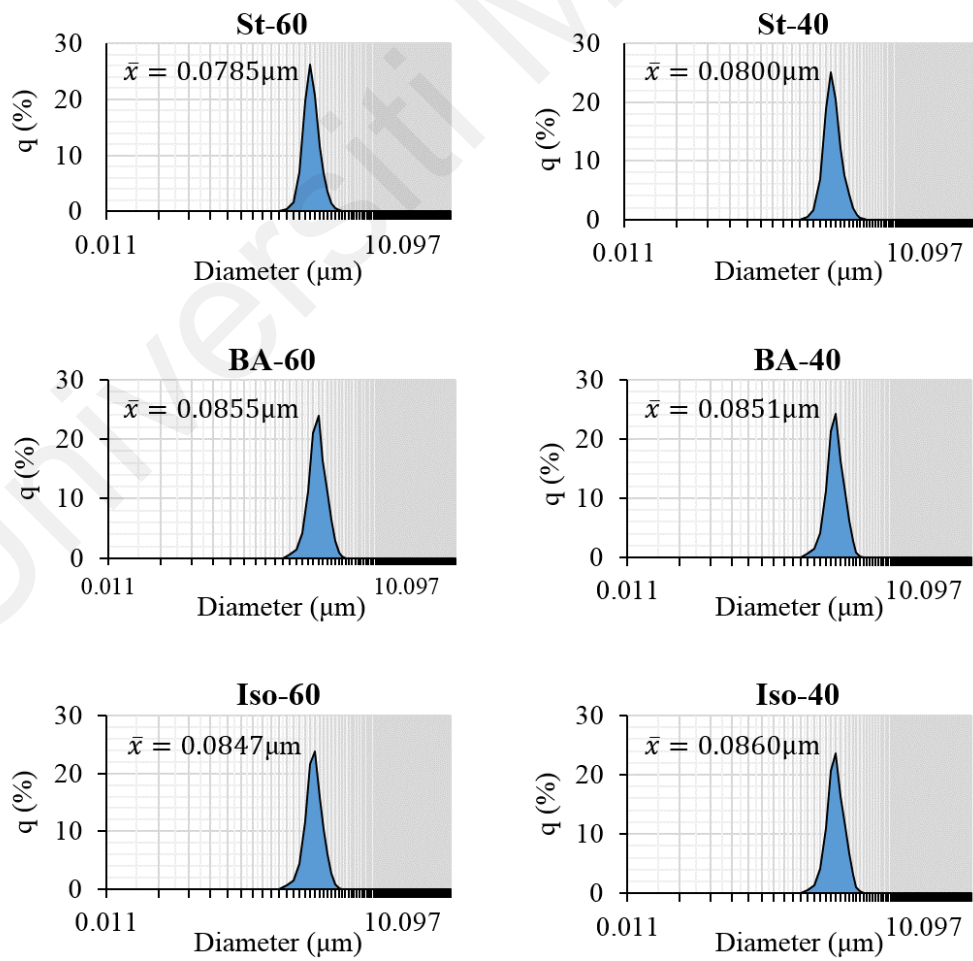 St-60
30
x̄ = 0.0785μm
20
q (%)
10
0
0.011
10.097
Diameter (μm)
St-40
30
x̄ = 0.0800μm
20
q (%)
10
0
0.011
10.097
Diameter (μm)
BA-60
30
x̄ = 0.0855μm
20
q (%)
10
0
0.011
10.097
Diameter (μm)
BA-40
30
x̄ = 0.0851μm
20
q (%)
10
0
0.011
10.097
Diameter (μm)
Iso-60
30
x̄ = 0.0847μm
20
q (%)
10
0
0.011
10.097
Diameter (μm)
Iso-40
30
x̄ = 0.0860μm
20
q (%)
10
0
0.011
10.097
Diameter (μm)
Universiti M